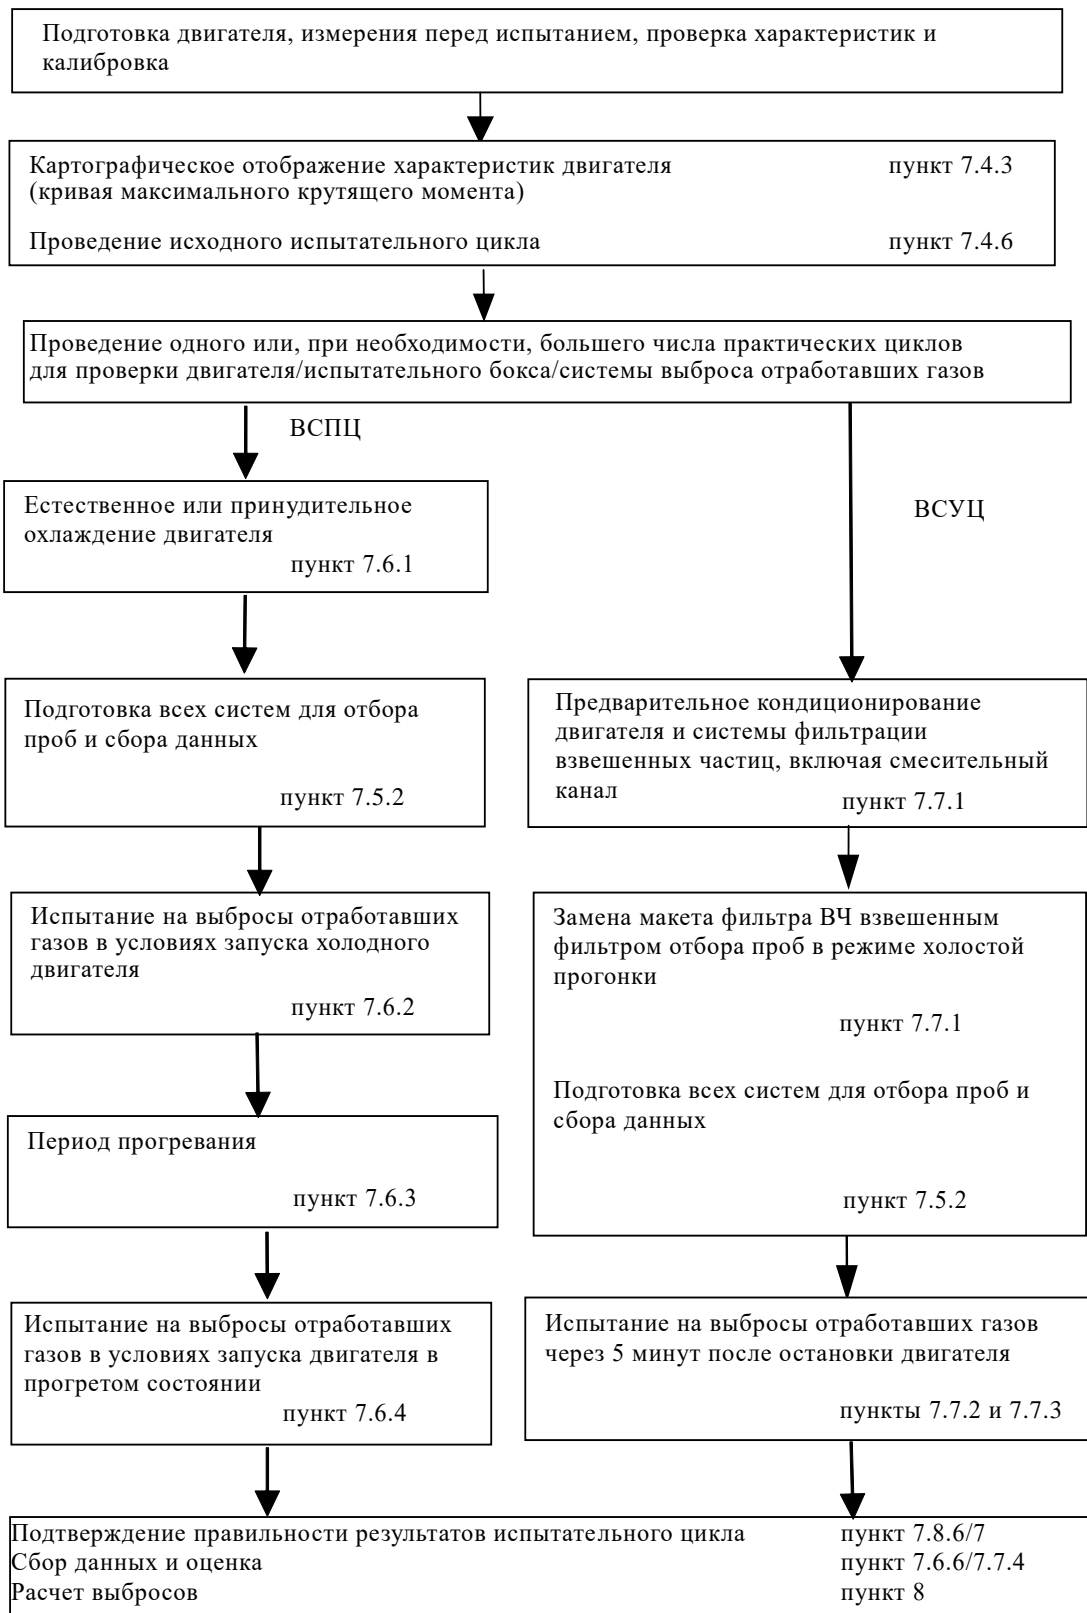 Подготовка двигателя, измерения перед испытанием, проверка характеристик и
калибровка
Картографическое отображение характеристик двигателя пункт 7.4.3
(кривая максимального крутящего момента)
Проведение исходного испытательного цикла пункт 7.4.6
Проведение одного или, при необходимости, большего числа практических циклов
для проверки двигателя/испытательного бокса/системы выброса отработавших газов
ВСПЦ
Естественное или принудительное
охлаждение двигателя
пункт 7.6.1
Подготовка всех систем для отбора
проб и сбора данных
пункт 7.5.2
Испытание на выбросы отработавших
газов в условиях запуска холодного
двигателя
пункт 7.6.2
Период прогревания
пункт 7.6.3
Испытание на выбросы отработавших
газов в условиях запуска двигателя в
прогретом состоянии
пункт 7.6.4
ВСУЦ
Предварительное кондиционирование
двигателя и системы фильтрации
взвешенных частиц, включая смесительный
канал пункт 7.7.1
Замена макета фильтра ВЧ взвешенным
фильтром отбора проб в режиме холостой
прогонки
пункт 7.7.1
Подготовка всех систем для отбора проб и
сбора данных
пункт 7.5.2
Испытание на выбросы отработавших газов
через 5 минут после остановки двигателя
пункты 7.7.2 и 7.7.3
Подтверждение правильности результатов испытательного цикла пункт 7.8.6/7
Сбор данных и оценка пункт 7.6.6/7.7.4
Расчет выбросов пункт 8